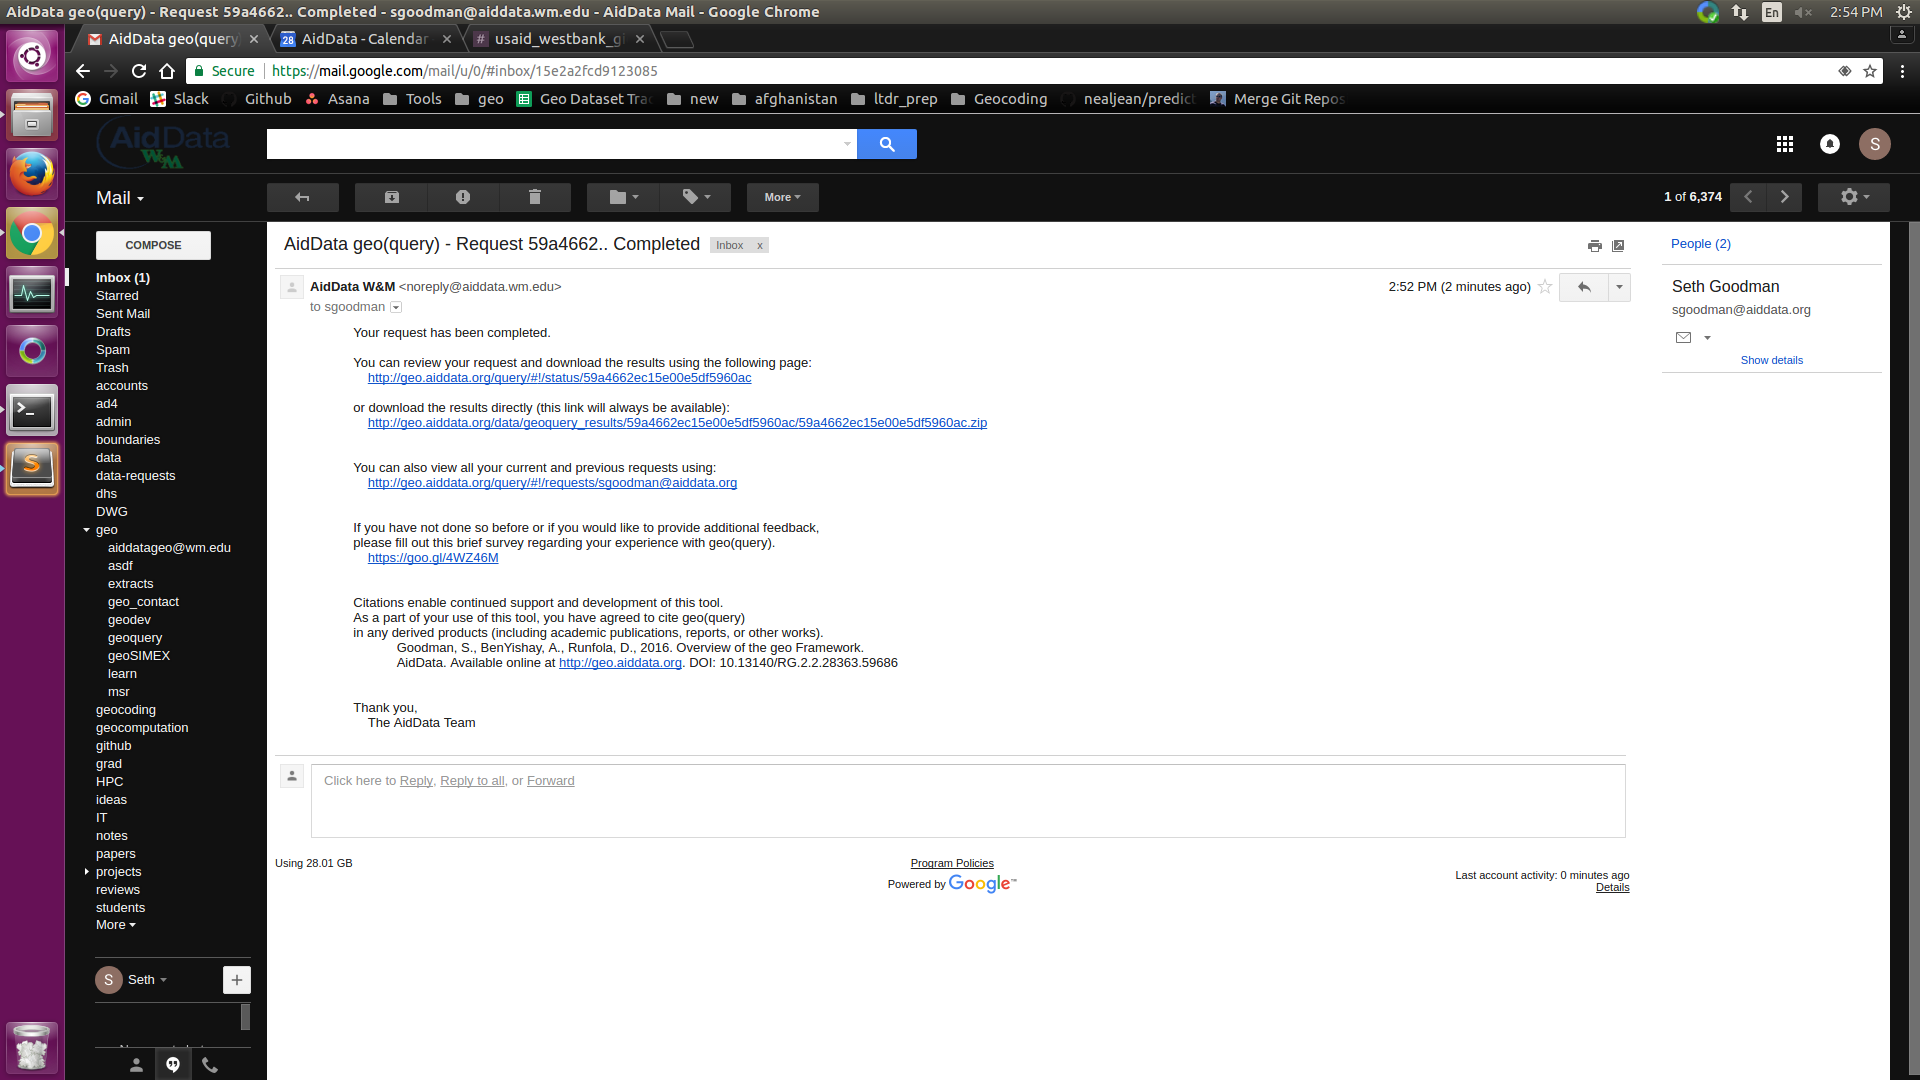 AidData geo(query) - Request 59a4662.. Completed - sgoodman@aiddata.wm.edu - AidData Mail - Google Chrome
En 2:54 PM
AidData geo(query) 28 AidData - Calendar # usaid_westbank_g
Secure https://mail.google.com/mail/u/0/#inbox/15e2a2fcd9123085
Gmail Slack Github Asana Tools geo Geo Dataset Trac new afghanistan ltdr_prep Geocoding nealjean/predict Merge Git Repos
AidData
W&M
S
Mail More 1 of 6,374
COMPOSE
Inbox (1)
Starred
Sent Mail
Drafts
Spam
Trash
accounts
ad4
admin
boundaries
data
data-requests
dhs
DWG
geo
aiddatageo@wm.edu
asdf
extracts
geo_contact
geodev
geoquery
geoSIMEX
learn
msr
geocoding
geocomputation
github
grad
HPC
ideas
IT
notes
papers
projects
reviews
students
More
S Seth
AidData geo(query) - Request 59a4662.. Completed Inbox x
AidData W&M <noreply@aiddata.wm.edu> 2:52 PM (2 minutes ago)
to sgoodman
Your request has been completed.
You can review your request and download the results using the following page:
http://geo.aiddata.org/query/#!/status/59a4662ec15e00e5df5960ac
or download the results directly (this link will always be available):
http://geo.aiddata.org/data/geoquery_results/59a4662ec15e00e5df5960ac/59a4662ec15e00e5df5960ac.zip
You can also view all your current and previous requests using:
http://geo.aiddata.org/query/#!/requests/sgoodman@aiddata.org
If you have not done so before or if you would like to provide additional feedback,
please fill out this brief survey regarding your experience with geo(query).
https://goo.gl/4WZ46M
Citations enable continued support and development of this tool.
As a part of your use of this tool, you have agreed to cite geo(query)
in any derived products (including academic publications, reports, or other works).
Goodman, S., BenYishay, A., Runfola, D., 2016. Overview of the geo Framework.
AidData. Available online at http://geo.aiddata.org. DOI: 10.13140/RG.2.2.28363.59686
Thank you,
The AidData Team
Click here to Reply, Reply to all, or Forward
Using 28.01 GB
Program Policies
Powered by Google™
Last account activity: 0 minutes ago
Details
People (2)
Seth Goodman
sgoodman@aiddata.org
Show details